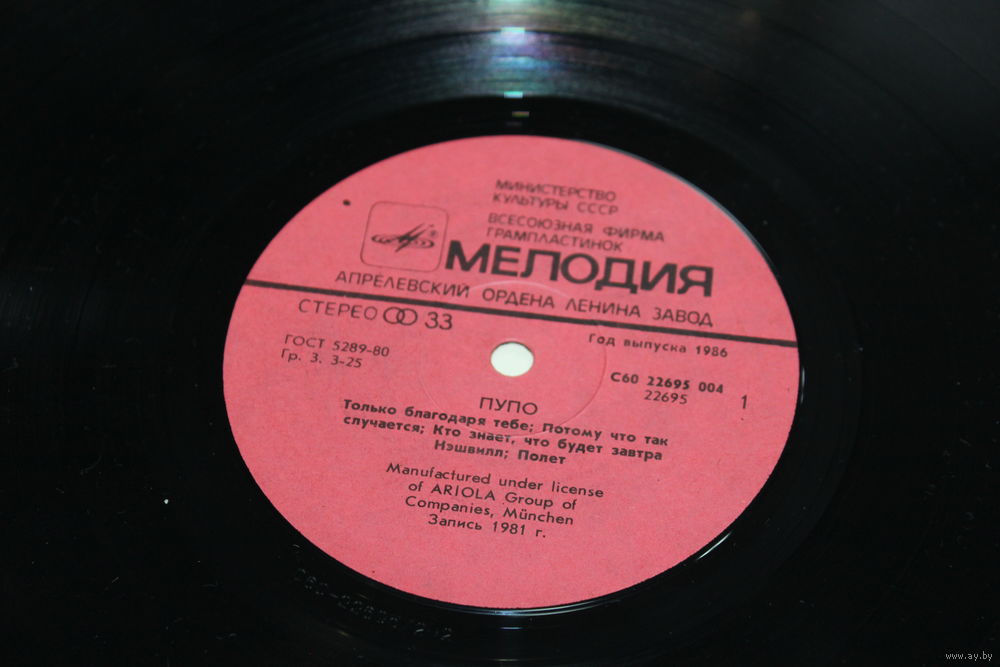 МИНИСТЕРСТВО
КУЛЬТУРЫ СССР
ВСЕСОЮЗНАЯ ФИРМА
ГРАМПЛАСТИНОК
МЕЛОДИЯ
АПРЕЛЕВСКИЙ ОРДЕНА ЛЕНИНА ЗАВОД
СТЕРЕО 33
Год выпуска 1986
ГОСТ 5289-80
Гр. 3. 3-25
С60 22695 004
22695
1
ПУПО
Только благодаря тебе; Потому что так
случается; Кто знает, что будет завтра
Нэшвилл; Полет
Manufactured under license
of ARIOLA Group of
Companies, München
Запись 1981 г.
www.ay.by